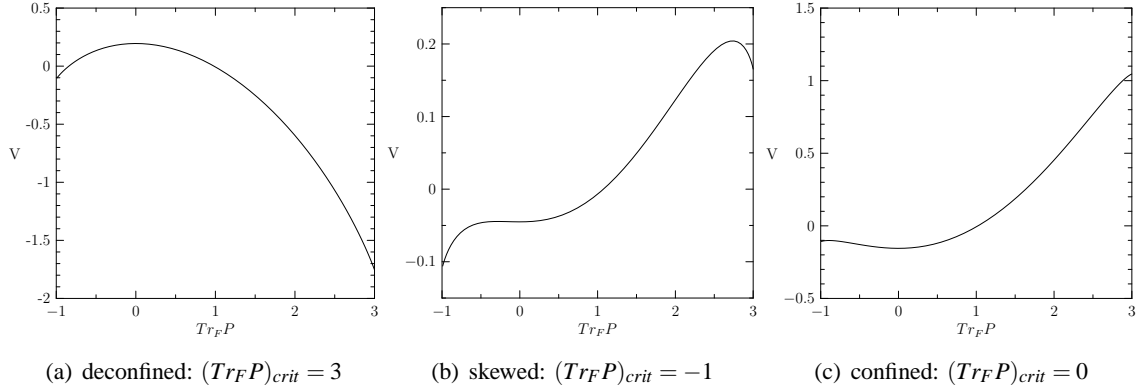 0.5
0
-0.5
-1
-1.5
-2
V
−1 0 1 2 3
Tr_F P
0.2
0.1
0
−0.1
V
−1 0 1 2 3
Tr_F P
1.5
1
0.5
0
−0.5
V
−1 0 1 2 3
Tr_F P
(a) deconfined: (Tr_F P)_crit = 3
(b) skewed: (Tr_F P)_crit = −1
(c) confined: (Tr_F P)_crit = 0